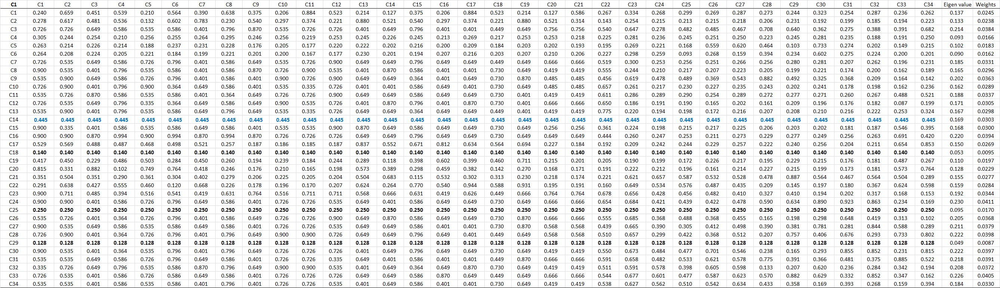 C1 C1 C2 C3 C4 C5 C6 C7 C8 C9 C10 C11 C12 C13 C14 C15 C16 C17 C18 C19 C20 C21 C22 C23 C24 C25 C26 C27 C28 C29 C30 C31 C32 C33 C34 Eigen value Weights
C1 0.240 0.659 0.451 0.539 0.210 0.564 0.390 0.638 0.375 0.206 0.884 0.523 0.214 0.127 0.375 0.206 0.884 0.523 0.214 0.127 0.586 0.267 0.334 0.268 0.299 0.269 0.287 0.273 0.244 0.323 0.254 0.287 0.236 0.262 0.137 0.0245
C2 0.278 0.617 0.481 0.536 0.132 0.602 0.783 0.230 0.540 0.297 0.374 0.221 0.880 0.521 0.540 0.297 0.374 0.221 0.880 0.521 0.314 0.143 0.254 0.215 0.213 0.215 0.218 0.206 0.231 0.192 0.199 0.185 0.194 0.223 0.133 0.0238
C3 0.726 0.726 0.649 0.586 0.535 0.586 0.401 0.796 0.870 0.535 0.726 0.726 0.401 0.649 0.796 0.401 0.401 0.449 0.649 0.756 0.756 0.540 0.647 0.278 0.482 0.485 0.467 0.708 0.640 0.362 0.275 0.388 0.391 0.682 0.214 0.0384
C4 0.305 0.244 0.254 0.210 0.256 0.255 0.264 0.295 0.246 0.256 0.219 0.253 0.245 0.226 0.245 0.213 0.269 0.217 0.253 0.253 0.218 0.225 0.281 0.236 0.245 0.251 0.250 0.223 0.245 0.281 0.235 0.188 0.191 0.250 0.093 0.0166
C5 0.263 0.214 0.226 0.214 0.188 0.237 0.231 0.228 0.176 0.205 0.177 0.220 0.222 0.202 0.216 0.200 0.209 0.184 0.203 0.202 0.193 0.195 0.269 0.221 0.168 0.559 0.620 0.464 0.103 0.733 0.274 0.202 0.149 0.215 0.102 0.0183
C6 0.264 0.208 0.224 0.205 0.221 0.184 0.199 0.221 0.201 0.200 0.167 0.177 0.230 0.201 0.194 0.207 0.216 0.203 0.207 0.210 0.206 0.227 0.298 0.259 0.093 0.268 0.159 0.394 0.234 0.602 0.275 0.224 0.200 0.201 0.090 0.0162
C7 0.726 0.535 0.649 0.586 0.726 0.796 0.401 0.586 0.649 0.535 0.726 0.900 0.649 0.649 0.796 0.649 0.649 0.449 0.649 0.666 0.666 0.519 0.300 0.253 0.256 0.251 0.266 0.256 0.280 0.281 0.207 0.262 0.196 0.231 0.185 0.0331
C8 0.900 0.535 0.401 0.796 0.535 0.586 0.401 0.586 0.870 0.726 0.900 0.535 0.401 0.870 0.586 0.401 0.401 0.730 0.649 0.419 0.419 0.555 0.244 0.210 0.217 0.207 0.223 0.205 0.199 0.221 0.174 0.200 0.162 0.189 0.165 0.0296
C9 0.535 0.900 0.649 0.586 0.726 0.796 0.401 0.586 0.401 0.900 0.726 0.900 0.649 0.649 0.364 0.401 0.649 0.730 0.870 0.485 0.485 0.456 0.619 0.478 0.489 0.369 0.543 0.882 0.492 0.325 0.368 0.209 0.164 0.142 0.202 0.0363
C10 0.726 0.900 0.401 0.796 0.900 0.364 0.649 0.586 0.401 0.535 0.335 0.726 0.401 0.401 0.586 0.649 0.401 0.730 0.649 0.485 0.485 0.657 0.261 0.217 0.230 0.227 0.235 0.243 0.202 0.241 0.178 0.198 0.162 0.236 0.162 0.0289
C11 0.535 0.726 0.870 0.586 0.535 0.586 0.401 0.364 0.649 0.726 0.726 0.900 0.649 0.649 0.586 0.649 0.649 0.730 0.401 0.419 0.419 0.611 0.286 0.289 0.290 0.254 0.289 0.272 0.277 0.271 0.260 0.267 0.488 0.521 0.188 0.0337
C12 0.726 0.535 0.649 0.796 0.335 0.364 0.649 0.586 0.649 0.900 0.535 0.726 0.401 0.870 0.796 0.401 0.870 0.730 0.401 0.666 0.666 0.650 0.186 0.191 0.190 0.165 0.202 0.161 0.209 0.196 0.176 0.182 0.087 0.199 0.171 0.0305
C13 0.535 0.900 0.401 0.796 0.535 0.586 0.649 0.796 0.649 0.535 0.335 0.726 0.649 0.649 0.364 0.649 0.649 0.449 0.401 0.419 0.419 0.775 0.220 0.194 0.198 0.172 0.216 0.207 0.208 0.210 0.216 0.222 0.253 0.324 0.167 0.0298
C14 0.445 0.445 0.445 0.445 0.445 0.445 0.445 0.445 0.445 0.445 0.445 0.445 0.445 0.445 0.445 0.445 0.445 0.445 0.445 0.445 0.445 0.445 0.445 0.445 0.445 0.445 0.445 0.445 0.445 0.445 0.445 0.445 0.445 0.445 0.169 0.0303
C15 0.900 0.335 0.401 0.586 0.535 0.586 0.649 0.586 0.401 0.535 0.535 0.900 0.870 0.649 0.586 0.649 0.649 0.730 0.649 0.256 0.256 0.361 0.224 0.198 0.215 0.217 0.225 0.206 0.203 0.202 0.181 0.187 0.546 0.395 0.168 0.0300
C16 0.900 0.900 0.870 0.994 0.900 0.994 0.870 0.994 0.870 0.726 0.726 0.726 0.649 0.649 0.796 0.649 0.649 0.730 0.649 0.649 0.649 0.444 0.260 0.247 0.253 0.211 0.273 0.229 0.277 0.249 0.256 0.263 0.691 0.420 0.220 0.0394
C17 0.529 0.569 0.488 0.487 0.468 0.498 0.521 0.257 0.187 0.186 0.185 0.187 0.837 0.552 0.671 0.812 0.634 0.564 0.694 0.227 0.184 0.192 0.209 0.242 0.244 0.229 0.257 0.222 0.240 0.256 0.204 0.211 0.654 0.853 0.150 0.0269
C18 0.140 0.140 0.140 0.140 0.140 0.140 0.140 0.140 0.140 0.140 0.140 0.140 0.140 0.140 0.140 0.140 0.140 0.140 0.140 0.140 0.140 0.140 0.140 0.140 0.140 0.140 0.140 0.140 0.140 0.140 0.140 0.140 0.140 0.140 0.053 0.0095
C19 0.417 0.450 0.229 0.486 0.503 0.284 0.450 0.260 0.194 0.239 0.184 0.244 0.289 0.118 0.398 0.602 0.399 0.460 0.711 0.215 0.201 0.205 0.190 0.199 0.172 0.226 0.217 0.195 0.229 0.215 0.176 0.181 0.487 0.267 0.110 0.0197
C20 0.815 0.331 0.882 0.102 0.749 0.764 0.418 0.246 0.176 0.210 0.165 0.198 0.573 0.389 0.298 0.459 0.382 0.142 0.270 0.168 0.171 0.191 0.222 0.212 0.196 0.161 0.214 0.227 0.215 0.199 0.173 0.181 0.573 0.764 0.128 0.0229
C21 0.351 0.504 0.351 0.290 0.361 0.304 0.402 0.279 0.206 0.225 0.205 0.204 0.504 0.683 0.115 0.532 0.302 0.313 0.230 0.218 0.174 0.221 0.621 0.657 0.587 0.532 0.528 0.478 0.887 0.564 0.467 0.564 0.504 0.289 0.155 0.0277
C22 0.291 0.638 0.427 0.555 0.460 0.120 0.668 0.226 0.178 0.196 0.170 0.207 0.624 0.264 0.770 0.540 0.944 0.588 0.931 0.195 0.191 0.160 0.649 0.534 0.576 0.487 0.435 0.209 0.145 0.197 0.180 0.367 0.624 0.598 0.159 0.0284
C23 0.900 0.711 0.485 0.394 0.516 0.541 0.419 0.631 0.764 0.516 0.711 0.711 0.568 0.666 0.631 0.419 0.626 0.449 0.666 0.764 0.764 0.678 0.656 0.428 0.456 0.482 0.410 0.327 0.410 0.194 0.202 0.317 0.168 0.153 0.192 0.0344
C24 0.900 0.900 0.401 0.586 0.726 0.796 0.649 0.586 0.401 0.726 0.726 0.535 0.649 0.401 0.586 0.649 0.649 0.730 0.649 0.666 0.666 0.654 0.684 0.421 0.439 0.422 0.478 0.590 0.634 0.890 0.923 0.863 0.234 0.169 0.230 0.0411
C25 0.250 0.250 0.250 0.250 0.250 0.250 0.250 0.250 0.250 0.250 0.250 0.250 0.250 0.250 0.250 0.250 0.250 0.250 0.250 0.250 0.250 0.250 0.250 0.250 0.250 0.250 0.250 0.250 0.250 0.250 0.250 0.250 0.250 0.250 0.095 0.0170
C26 0.535 0.726 0.401 0.364 0.726 0.796 0.401 0.586 0.649 0.535 0.726 0.900 0.649 0.870 0.586 0.649 0.649 0.730 0.870 0.666 0.666 0.555 0.685 0.368 0.488 0.368 0.455 0.165 0.198 0.298 0.648 0.419 0.313 0.102 0.205 0.0368
C27 0.900 0.535 0.649 0.586 0.535 0.586 0.649 0.586 0.401 0.726 0.726 0.535 0.649 0.649 0.586 0.401 0.401 0.730 0.870 0.568 0.568 0.439 0.665 0.390 0.305 0.412 0.498 0.390 0.381 0.781 0.281 0.844 0.588 0.289 0.211 0.0379
C28 0.726 0.900 0.401 0.364 0.726 0.796 0.401 0.796 0.649 0.900 0.900 0.726 0.649 0.649 0.796 0.649 0.401 0.449 0.649 0.568 0.568 0.510 0.657 0.299 0.422 0.368 0.512 0.207 0.757 0.406 0.676 0.293 0.733 0.802 0.222 0.0398
C29 0.128 0.128 0.128 0.128 0.128 0.128 0.128 0.128 0.128 0.128 0.128 0.128 0.128 0.128 0.128 0.128 0.128 0.128 0.128 0.128 0.128 0.128 0.128 0.128 0.128 0.128 0.128 0.128 0.128 0.128 0.128 0.128 0.128 0.128 0.049 0.0087
C30 0.900 0.535 0.401 0.364 0.535 0.796 0.401 0.796 0.649 0.726 0.726 0.726 0.401 0.649 0.796 0.649 0.649 0.730 0.649 0.419 0.419 0.550 0.673 0.484 0.477 0.701 0.546 0.238 0.165 0.293 0.855 0.852 0.231 0.815 0.222 0.0397
C31 0.535 0.535 0.649 0.586 0.726 0.796 0.649 0.586 0.401 0.726 0.726 0.335 0.649 0.401 0.586 0.401 0.401 0.449 0.870 0.666 0.666 0.591 0.658 0.482 0.533 0.621 0.578 0.775 0.391 0.366 0.481 0.375 0.885 0.522 0.218 0.0391
C32 0.335 0.726 0.649 0.796 0.535 0.586 0.870 0.796 0.649 0.900 0.900 0.535 0.401 0.649 0.364 0.649 0.870 0.730 0.649 0.419 0.419 0.511 0.591 0.578 0.398 0.605 0.598 0.133 0.207 0.620 0.236 0.284 0.342 0.194 0.208 0.0372
C33 0.726 0.535 0.401 0.586 0.726 0.586 0.649 0.586 0.401 0.726 0.726 0.726 0.649 0.649 0.586 0.870 0.649 0.449 0.649 0.666 0.666 0.544 0.677 0.601 0.477 0.587 0.623 0.570 0.882 0.629 0.332 0.852 0.347 0.162 0.226 0.0405
C34 0.535 0.535 0.401 0.586 0.535 0.586 0.401 0.796 0.401 0.726 0.726 0.535 0.401 0.649 0.586 0.401 0.401 0.730 0.649 0.419 0.419 0.538 0.627 0.562 0.510 0.542 0.634 0.433 0.358 0.169 0.393 0.268 0.159 0.394 0.184 0.0330